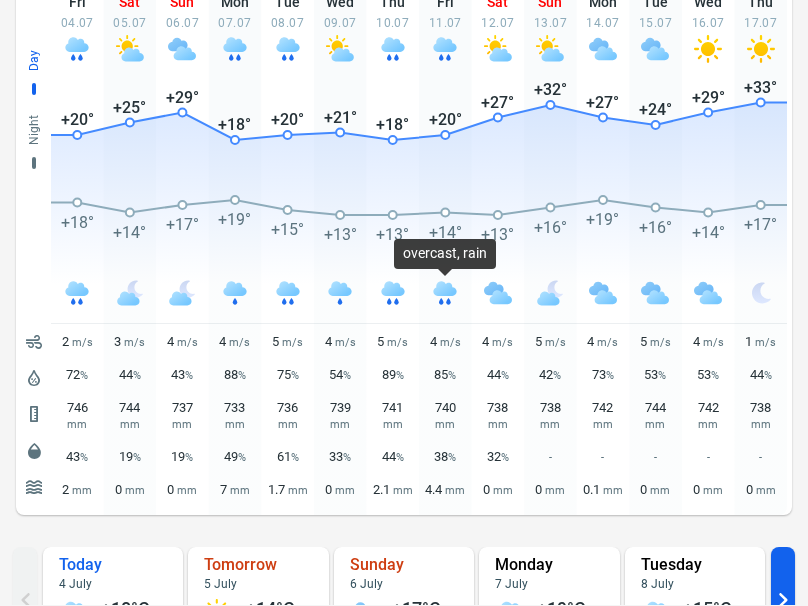 Fri Sat Sun Mon Tue Wed Thu Fri Sat Sun Mon Tue Wed Thu
04.07 05.07 06.07 07.07 08.07 09.07 10.07 11.07 12.07 13.07 14.07 15.07 16.07 17.07
Day
Night
+20° +25° +29° +18° +20° +21° +18° +20° +27° +32° +27° +24° +29° +33°
+18° +14° +17° +19° +15° +13° +13° +14° +13° +16° +19° +16° +14° +17°
overcast, rain
2 m/s 3 m/s 4 m/s 4 m/s 5 m/s 4 m/s 5 m/s 4 m/s 4 m/s 5 m/s 4 m/s 5 m/s 4 m/s 1 m/s
72% 44% 43% 88% 75% 54% 89% 85% 44% 42% 73% 53% 53% 44%
746 744 737 733 736 739 741 740 738 738 742 744 742 738
mm mm mm mm mm mm mm mm mm mm mm mm mm mm
43% 19% 19% 49% 61% 33% 44% 38% 32% - - - - -
2 mm 0 mm 0 mm 7 mm 1.7 mm 0 mm 2.1 mm 4.4 mm 0 mm 0 mm 0.1 mm 0 mm 0 mm 0 mm
Today Tomorrow Sunday Monday Tuesday
4 July 5 July 6 July 7 July 8 July